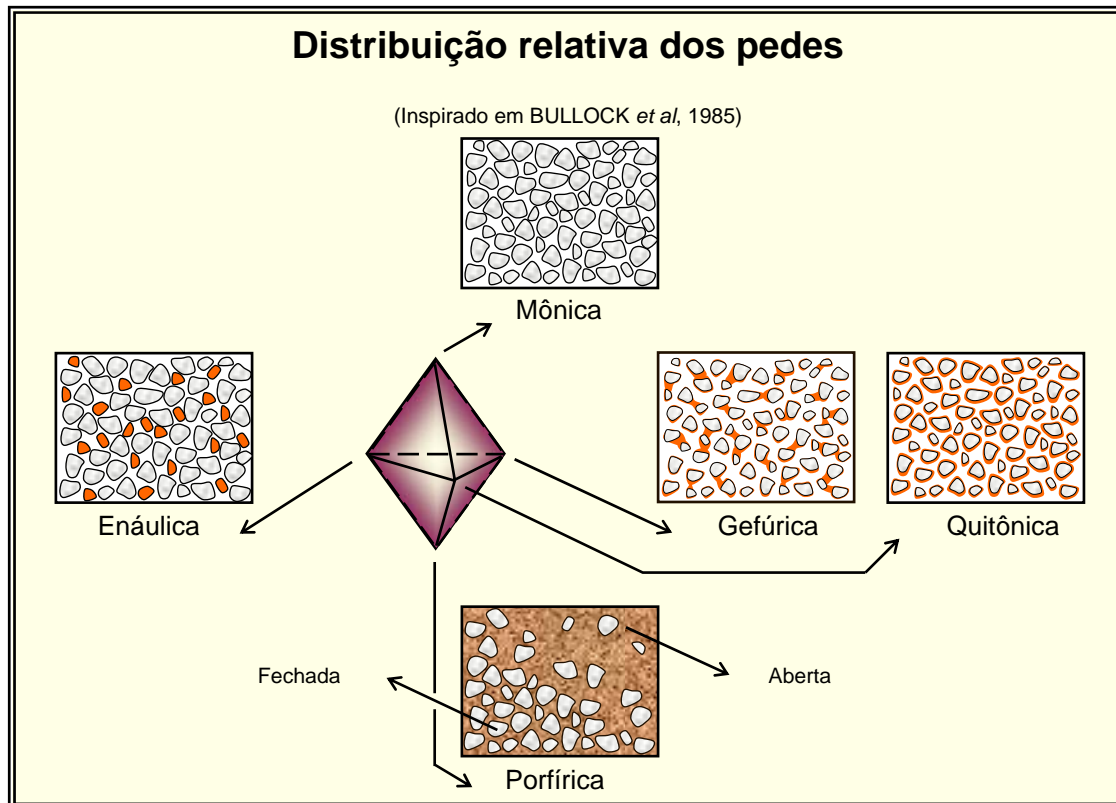 Distribuição relativa dos pedes
(Inspirado em BULLOCK et al, 1985)
Mônica
Enáulica
Gefúrica
Quitônica
Fechada
Aberta
Porfírica